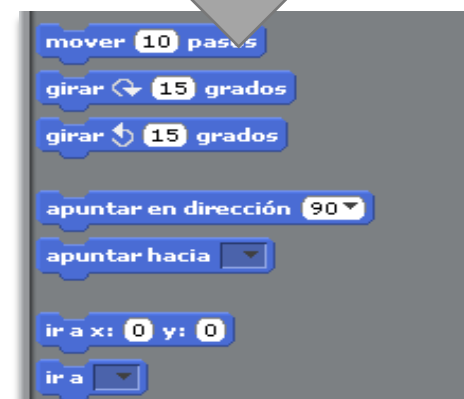 mover 10 pasos
girar 15 grados
girar 15 grados
apuntar en dirección 90
apuntar hacia
ir a x: 0 y: 0
ir a